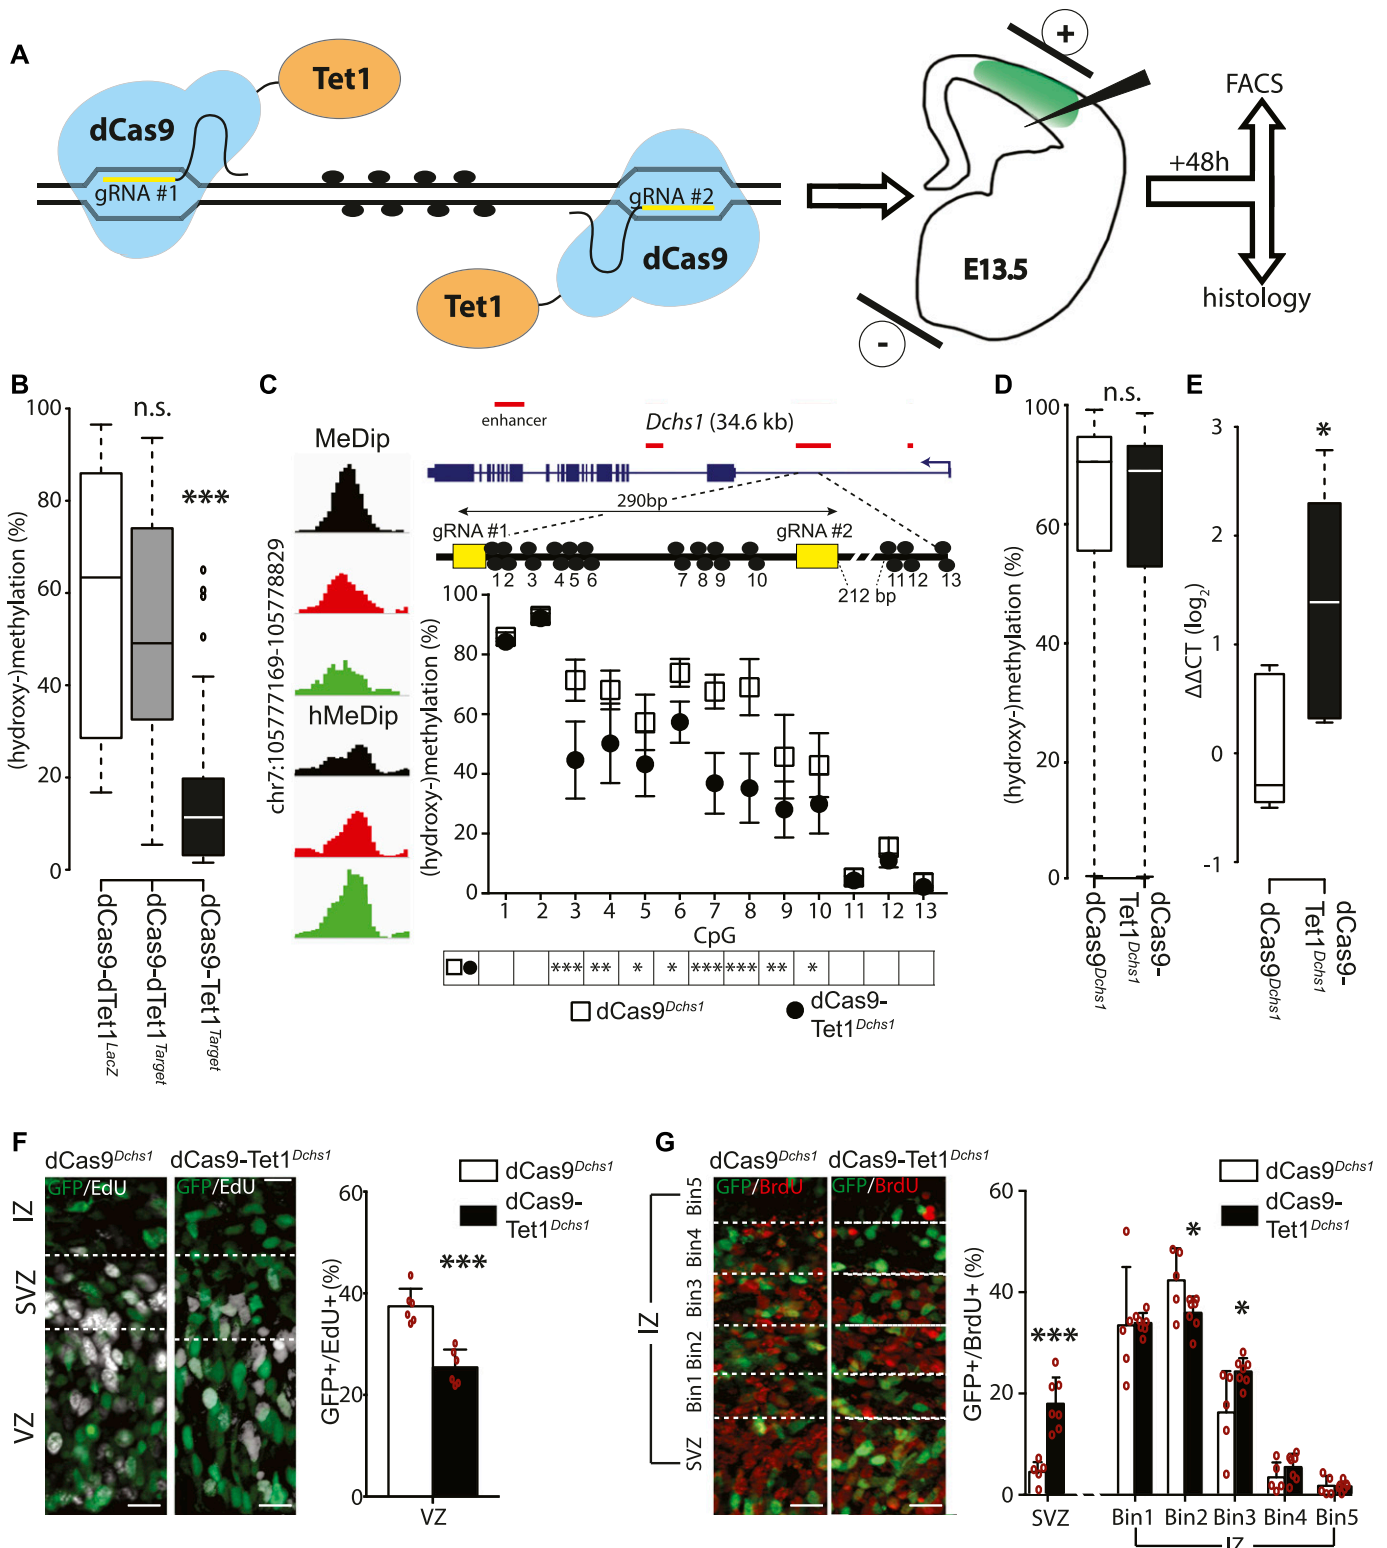 A
Tet1
dCas9
gRNA #1
gRNA #2
dCas9
Tet1
+
E13.5
-
+48h
FACS
histology
B
(hydroxy-)methylation (%)
100
80
60
40
20
0
n.s.
***
dCas9-dTet1LacZ
dCas9-dTet1Target
dCas9-Tet1Target
C
chr7:105777169-105778829
MeDip
hMeDip
enhancer
Dchs1 (34.6 kb)
290bp
gRNA #1
gRNA #2
1 2 3 4 5 6 7 8 9 10 11 12 13
212 bp
(hydroxy-)methylation (%)
100
80
60
40
20
0
1 2 3 4 5 6 7 8 9 10 11 12 13
CpG
*** ** * * *** *** ** *
dCas9Dchs1
dCas9-
Tet1Dchs1
D
(hydroxy-)methylation (%)
100
60
40
20
0
n.s.
dCas9Dchs1
dCas9-
Tet1Dchs1
E
ΔΔCT (log2)
3
2
1
0
-1
*
dCas9Dchs1
dCas9-
Tet1Dchs1
F
dCas9Dchs1
dCas9-Tet1Dchs1
GFP/EdU
GFP/EdU
IZ
SVZ
VZ
dCas9Dchs1
dCas9-
Tet1Dchs1
GFP+/EdU+ (%)
60
40
20
0
***
VZ
G
dCas9Dchs1
dCas9-Tet1Dchs1
GFP/BrdU
GFP/BrdU
IZ
Bin5
Bin4
Bin3
Bin2
Bin1
SVZ
dCas9Dchs1
dCas9-
Tet1Dchs1
GFP+/BrdU+ (%)
60
40
20
0
***
*
*
SVZ
Bin1 Bin2 Bin3 Bin4 Bin5
IZ